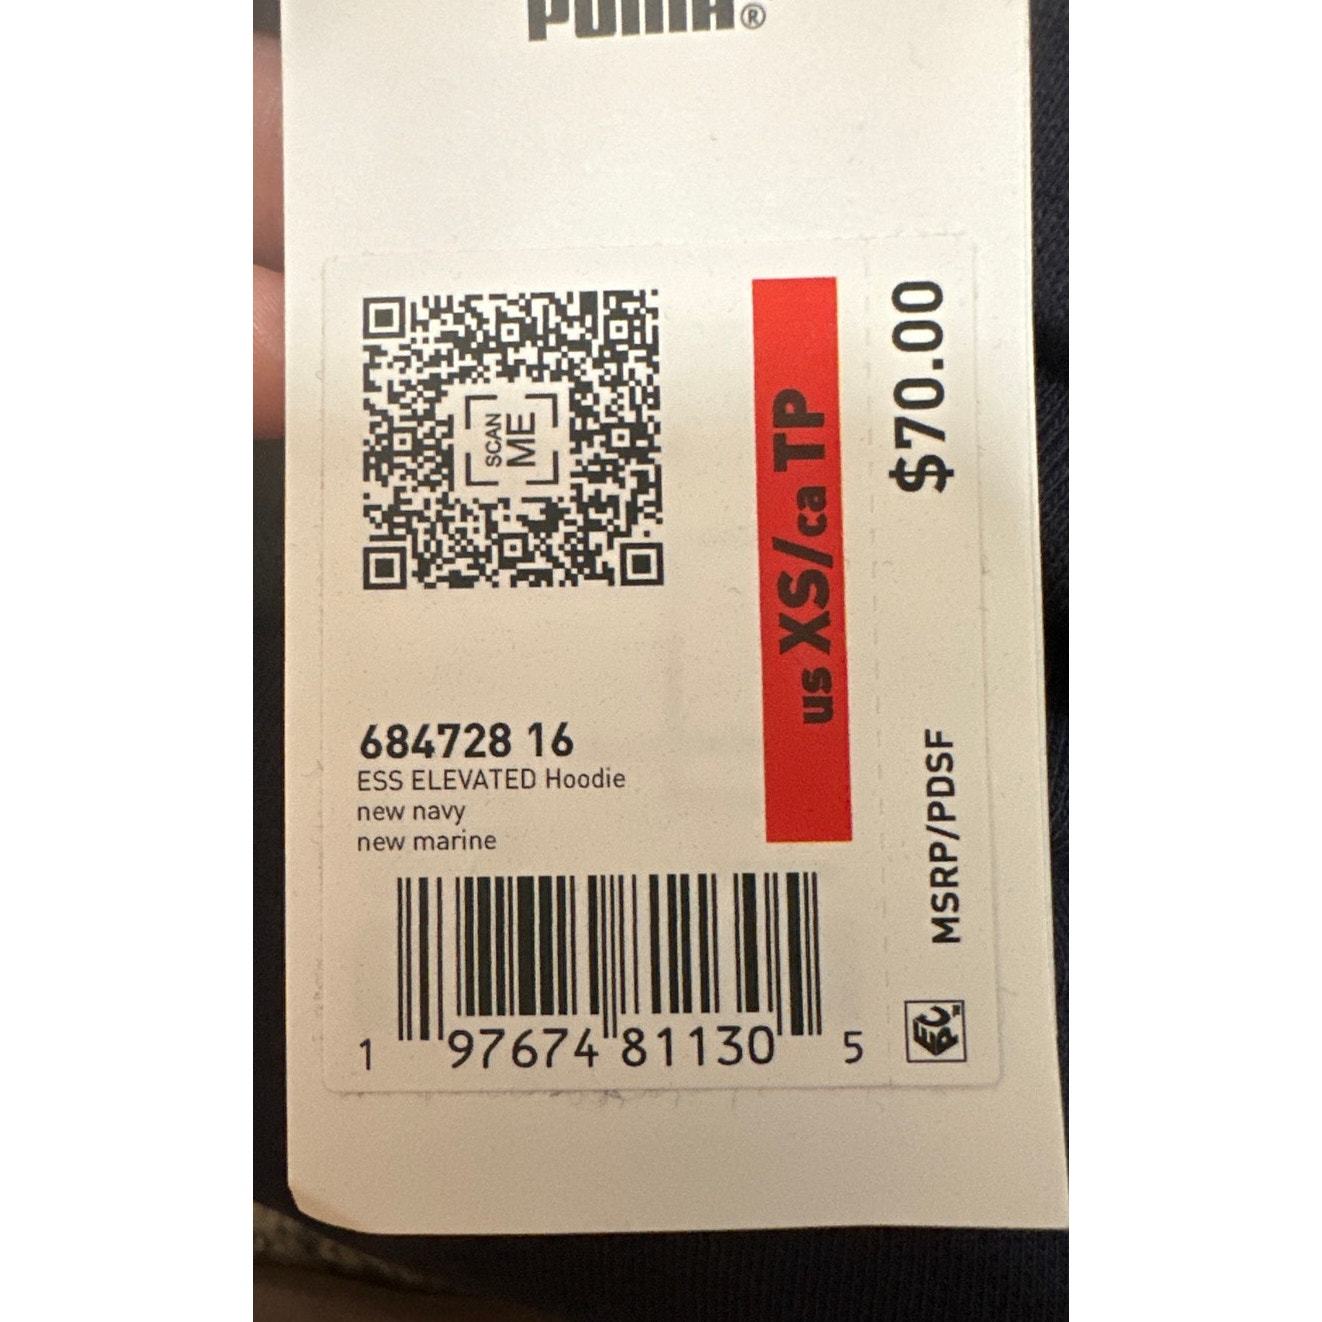 PUMA®
SCAN
ME
us XS/ca TP
$70.00
MSRP/PDSF
684728 16
ESS ELEVATED Hoodie
new navy
new marine
1 97674 81130 5